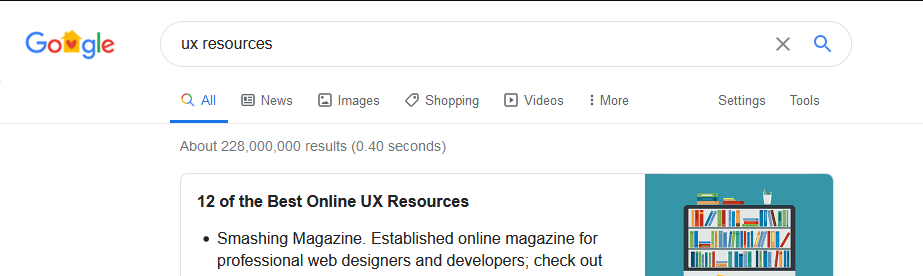 Google
ux resources
All News Images Shopping Videos More Settings Tools
About 228,000,000 results (0.40 seconds)
12 of the Best Online UX Resources
• Smashing Magazine. Established online magazine for
professional web designers and developers; check out